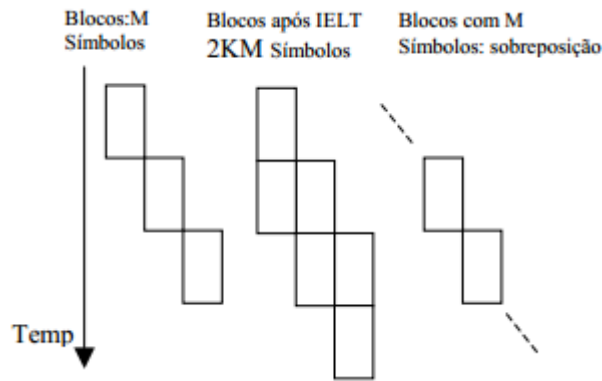 Blocos:M
Símbolos
Blocos após IELT
2KM Símbolos
Blocos com M
Símbolos: sobreposição
Temp